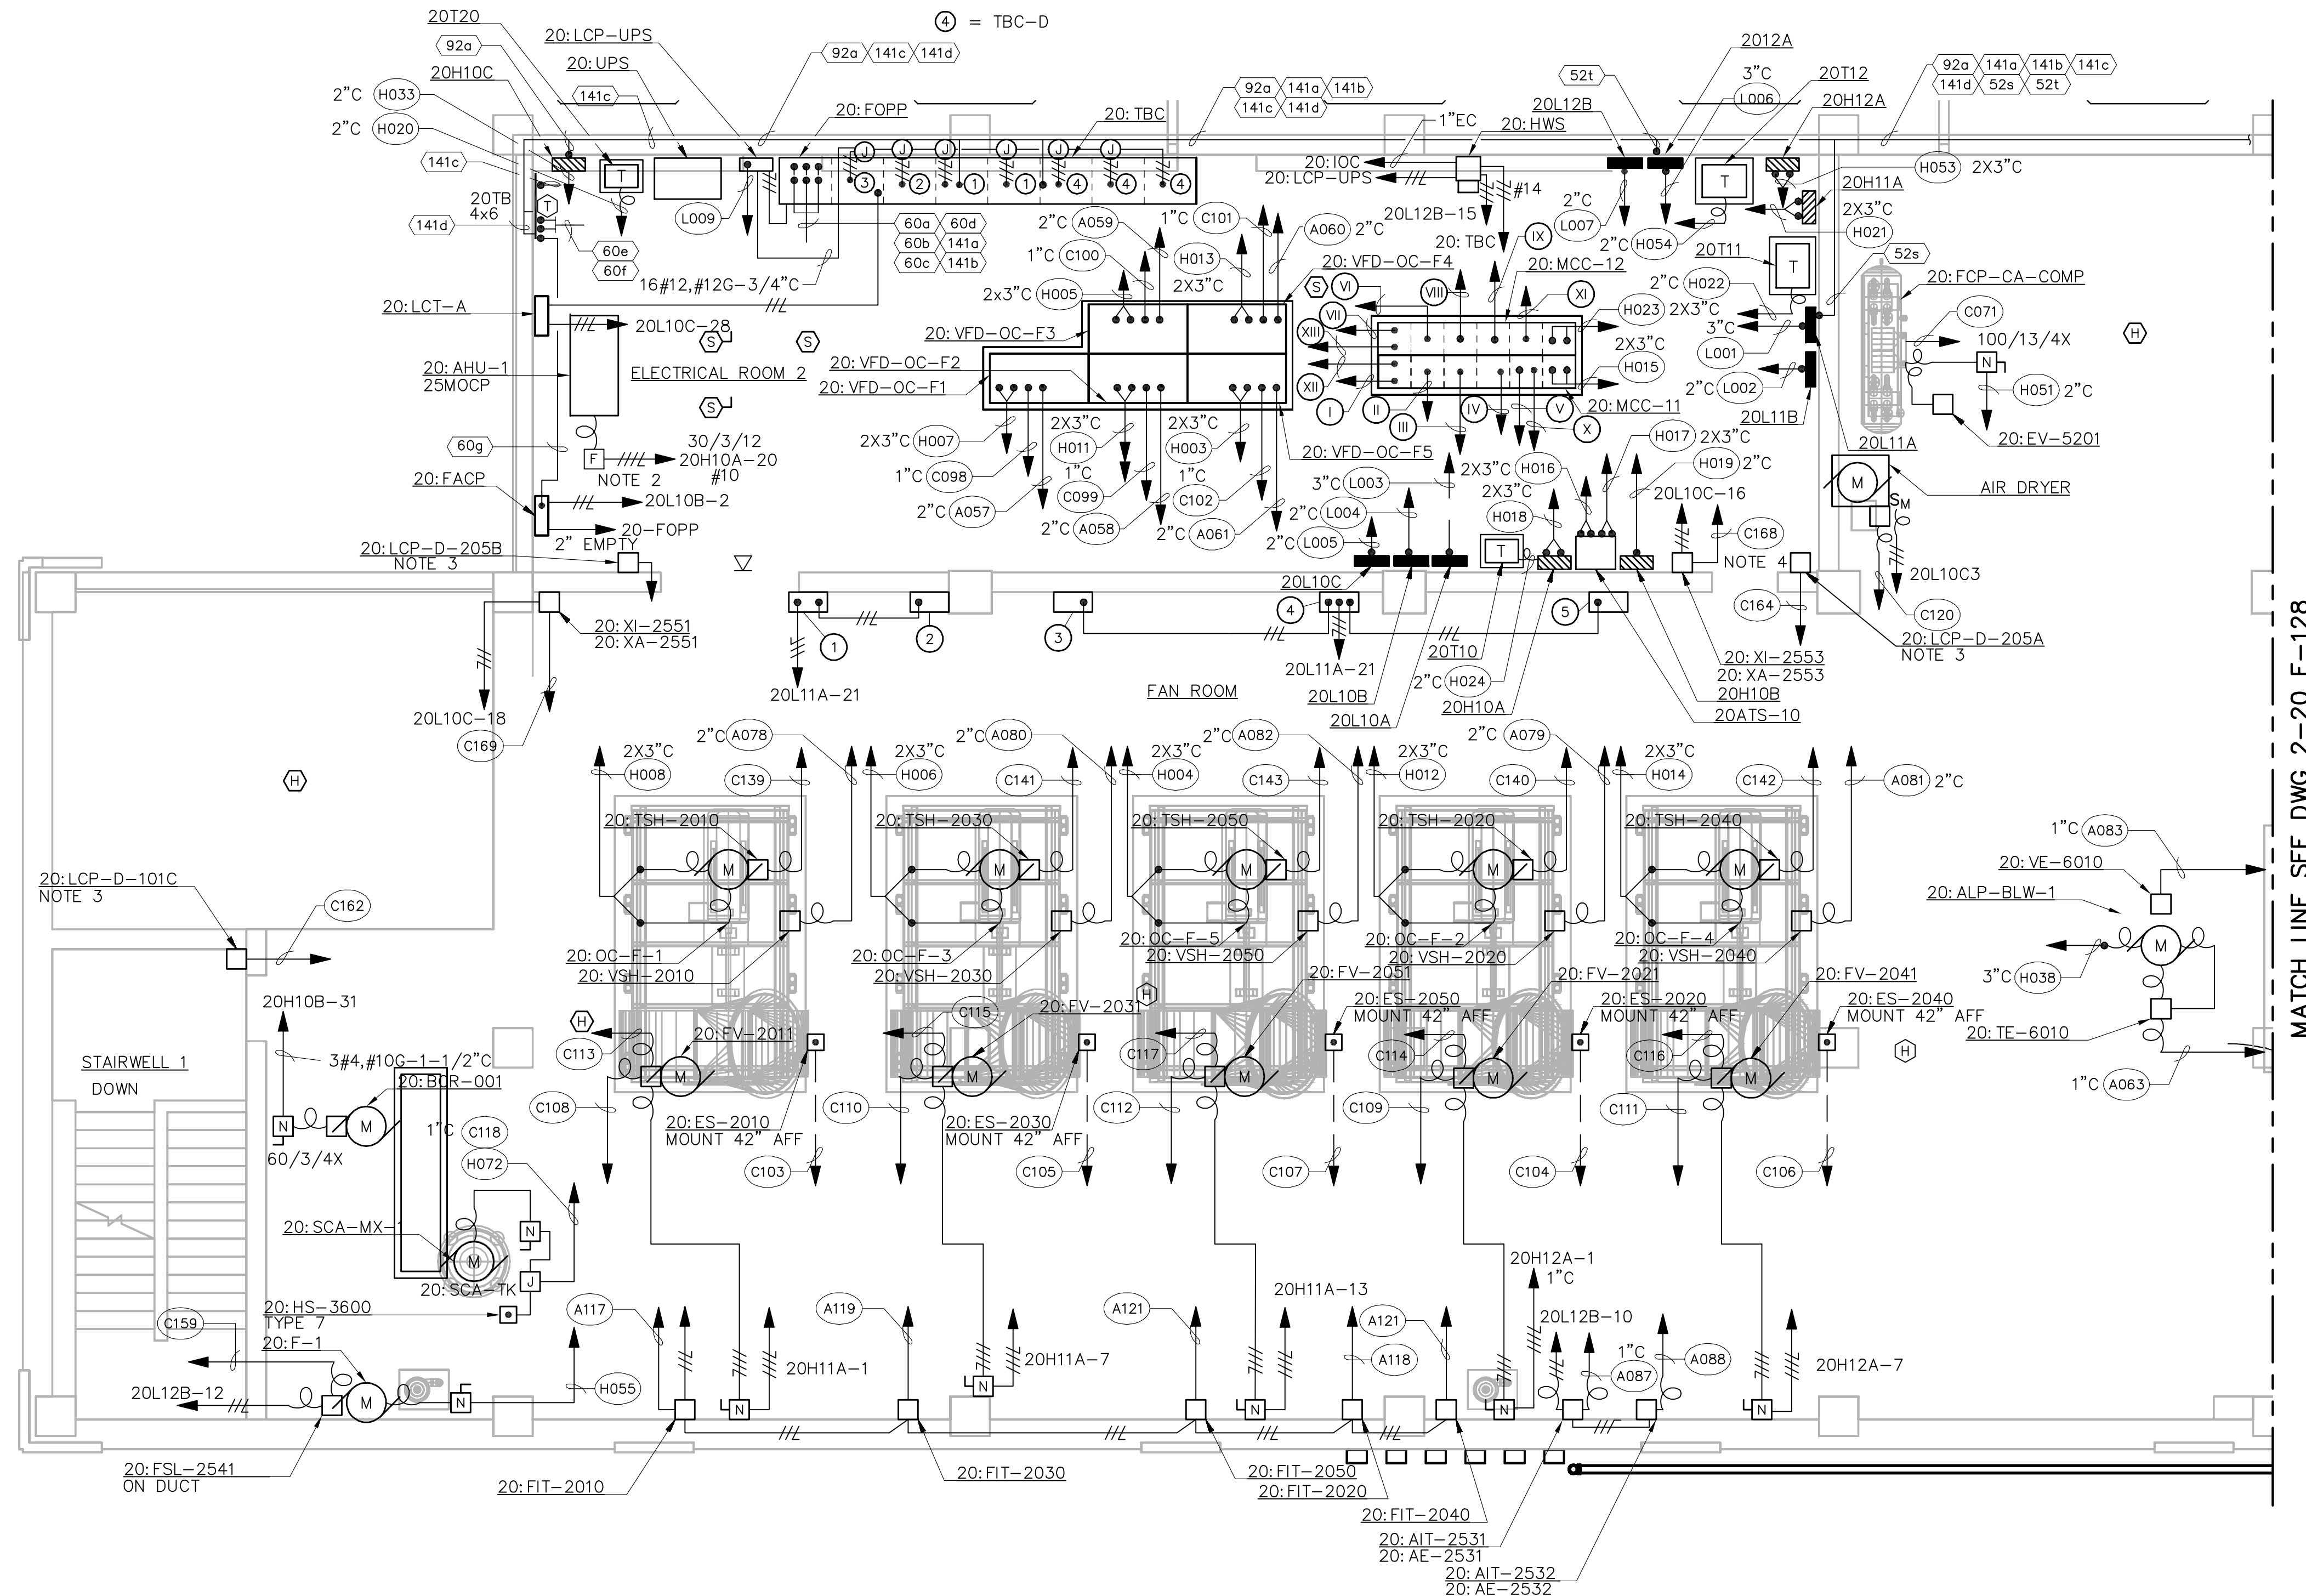 ④ = TBC-D
20T20
92a
20:LCP-UPS
20:UPS
20H10C
141c
2"C H033
2"C H020
141c
92a 141c 141d
20:FOPP
20:TBC
92a 141a 141b
141c 141d
1"EC
20:HWS
20:IOC
20:LCP-UPS
#14
20L12B-15
20:TBC
52t
2012A
3"C
L006
20T12
20L12B
20H12A
92a 141a 141b 141c
141d 52s 52t
H053 2X3"C
20H11A
2X3"C
H021
2"C
L007
2"C H054
20T11
52s
T
T
T
J J J J J J
3 2 1 1 4 4 4
20TB
4x6
T
141d
60e
60f
L009
60a 60d
60b 141a
60c 141b
16#12,#12G-3/4"C
2"C A059
1"C C100
2x3"C H005
1"C C101
A060 2"C
H013
2X3"C
20:VFD-OC-F4
20:VFD-OC-F3
20:VFD-OC-F2
20:VFD-OC-F1
S VI
VII
VIII
IX
XI
XIII
XII
I
II
III
IV
V
X
20:MCC-12
H023
2X3"C
2X3"C
H015
20:MCC-11
2"C
H022
3"C
L001
2"C L002
20L11B
20L11A
20:FCP-CA-COMP
C071
100/13/4X
N
H051 2"C
20:EV-5201
H
20:LCT-A
20L10C-28
S
S
20:AHU-1
25MOCP
ELECTRICAL ROOM 2
S
60g
30/3/12
20H10A-20
#10
F
NOTE 2
20:FACP
20L10B-2
20-FOPP
2" EMPTY
20:LCP-D-205B
NOTE 3
2X3"C H007
1"C C098
2"C A057
2X3"C
H011
1"C
C099
2"C A058
2X3"C
H003
1"C
C102
2"C A061
20:VFD-OC-F5
3"C L003
2"C L004
2"C L005
2X3"C
H018
2X3"C H016
H017
2X3"C
H019 2"C
20L10C-16
C168
NOTE 4
M
AIR DRYER
SM
20L10C3
C120
C164
20:LCP-D-205A
NOTE 3
20L10C
T
20:XI-2551
20:XA-2551
20L10C-18
C169
1
2
3
4
5
20L11A-21
20L11A-21
FAN ROOM
20T10
2"C H024
20H10A
20L10B
20L10A
20:XI-2553
20:XA-2553
20H10B
20ATS-10
H
2X3"C
H008
2"C A078
C139
2X3"C
H006
2"C A080
C141
2X3"C
H004
2"C A082
C143
2X3"C
H012
2"C A079
C140
2X3"C
H014
C142
A081 2"C
20:TSH-2010
20:TSH-2030
20:TSH-2050
20:TSH-2020
20:TSH-2040
M
M
M
M
M
20:OC-F-1
20:VSH-2010
20:OC-F-3
20:VSH-2030
20:OC-F-5
20:VSH-2050
20:OC-F-2
20:VSH-2020
20:OC-F-4
20:VSH-2040
20:LCP-D-101C
NOTE 3
C162
1"C A083
20:VE-6010
20:ALP-BLW-1
M
3"C H038
20:TE-6010
1"C A063
MATCH LINE SEE DWG 2-20 E-128
H
C113
20:FV-2011
M
C115
20:FV-2031
M
H
C117
20:FV-2051
M
C114
20:FV-2021
M
C116
20:FV-2041
M
H
20:ES-2050
MOUNT 42" AFF
20:ES-2020
MOUNT 42" AFF
20:ES-2040
MOUNT 42" AFF
C108
20:ES-2010
MOUNT 42" AFF
C103
C110
20:ES-2030
MOUNT 42" AFF
C105
C112
C107
C109
C104
C111
C106
20H10B-31
3#4,#10G-1-1/2"C
STAIRWELL 1
DOWN
20:BCR-001
N
M
60/3/4X
1"C C118
H072
20:SCA-MX-1
N
M
J
20:SCA-TK
20:HS-3600
TYPE 7
C159
20:F-1
20L12B-12
M
N
H055
20:FSL-2541
ON DUCT
A117
20H11A-1
N
20:FIT-2010
A119
20H11A-7
N
20:FIT-2030
A121
20H11A-13
N
20:FIT-2050
20:FIT-2020
A118
A121
20:FIT-2040
20H12A-1
1"C
N
20L12B-10
1"C
A087
A088
20:AIT-2531
20:AE-2531
20:AIT-2532
20:AE-2532
20H12A-7
N